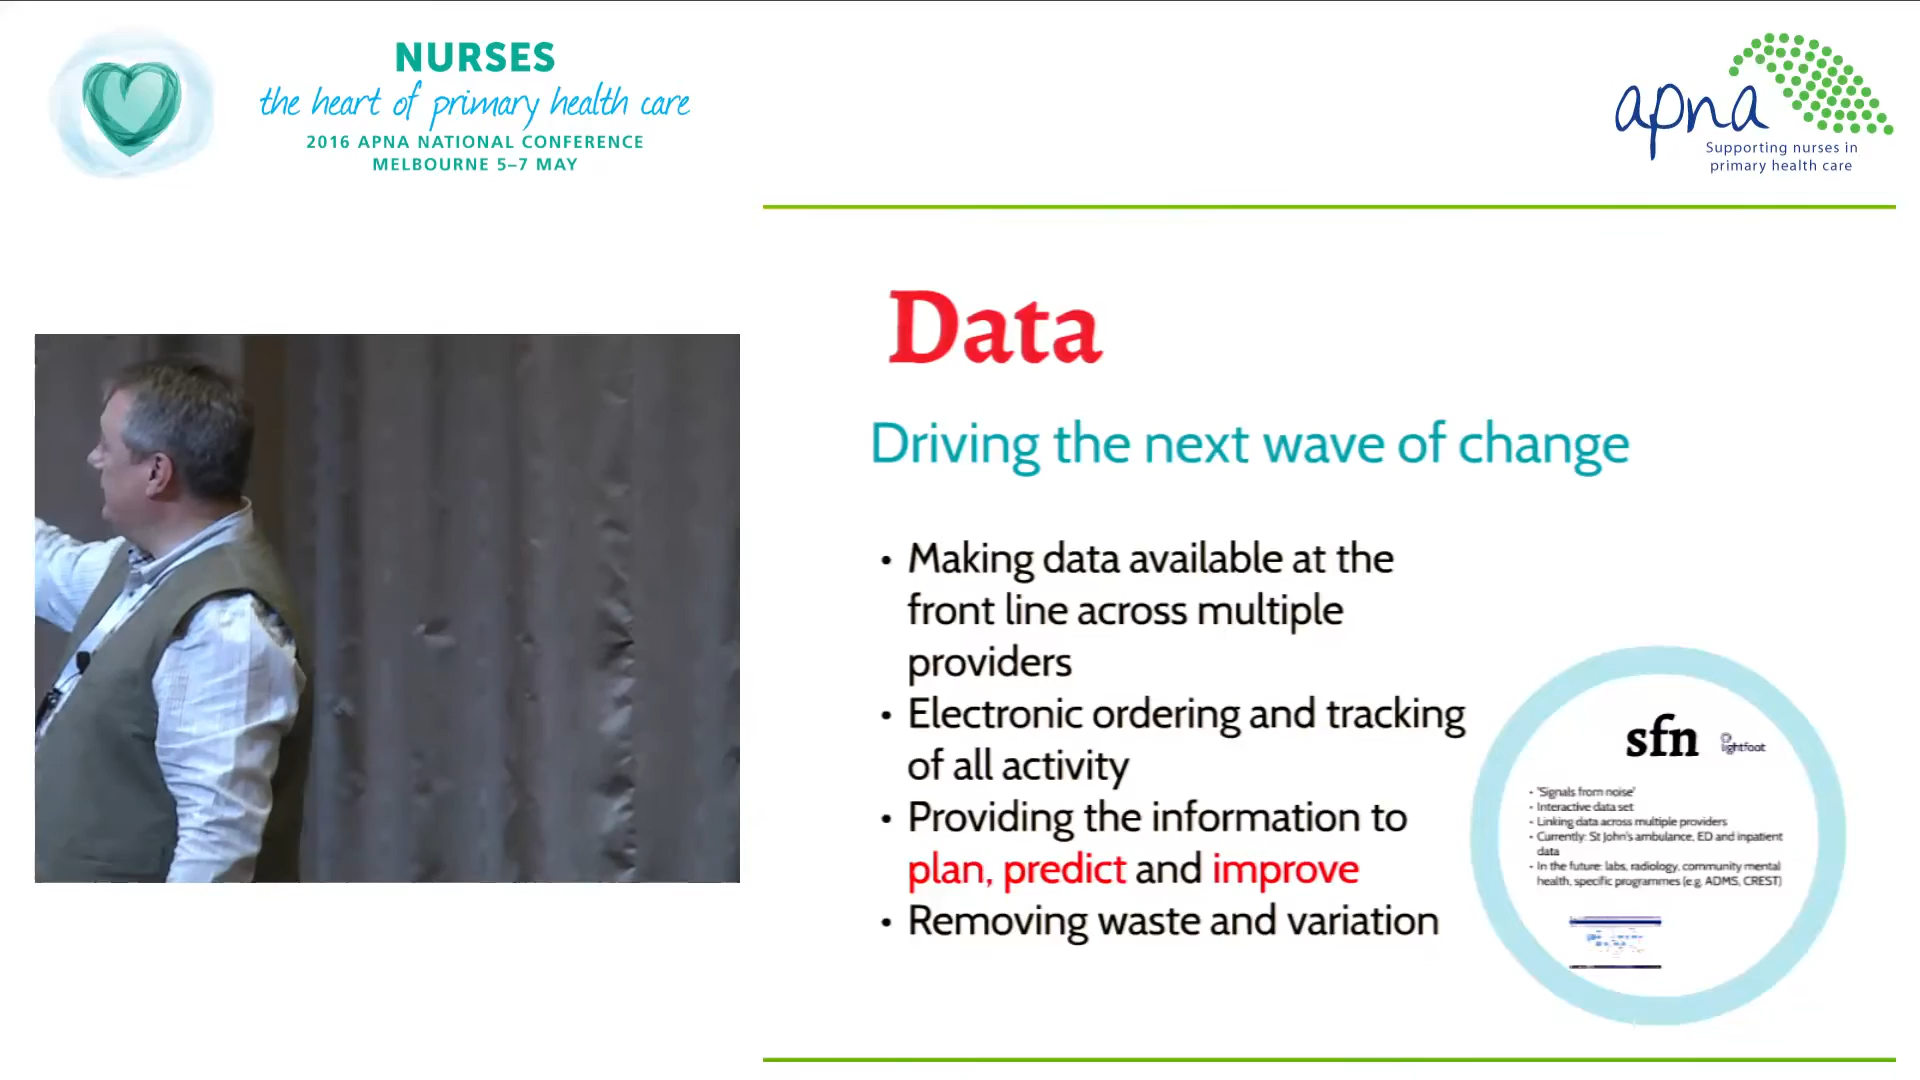 NURSES
the heart of primary health care
2016 APNA NATIONAL CONFERENCE
MELBOURNE 5–7 MAY
apna
Supporting nurses in
primary health care
Data
Driving the next wave of change
• Making data available at the
front line across multiple
providers
• Electronic ordering and tracking
of all activity
• Providing the information to
plan, predict and improve
• Removing waste and variation
sfn
lightfoot
• 'Signals from noise'
• Interactive data set
• Linking data across multiple providers
• Currently: St John's ambulance, ED and inpatient
data
• In the future: labs, radiology, community mental
health, specific programmes (e.g. ADMS, CREST)